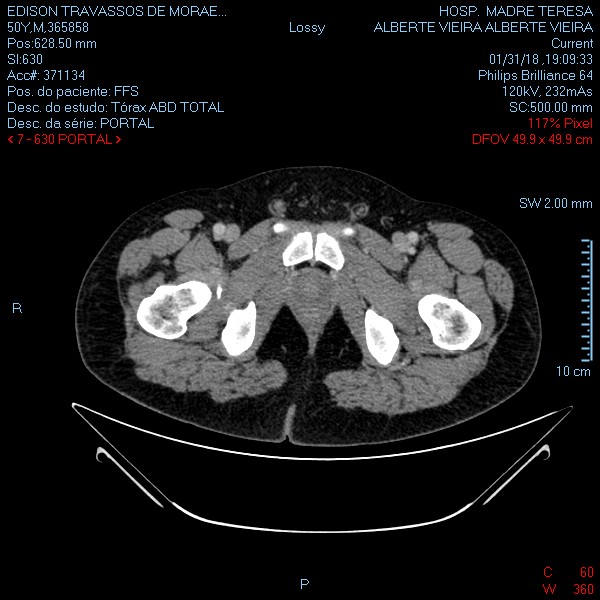 EDISON TRAVASSOS DE MORAE...
50Y,M,365858
Pos:628.50 mm
SI:630
Acc#: 371134
Pos. do paciente: FFS
Desc. do estudo: Tórax ABD TOTAL
Desc. da série: PORTAL
< 7 - 630 PORTAL >
Lossy
HOSP. MADRE TERESA
ALBERTE VIEIRA ALBERTE VIEIRA
Current
01/31/18 ,19:09:33
Philips Brilliance 64
120kV, 232mAs
SC:500.00 mm
117% Pixel
DFOV 49.9 x 49.9 cm
SW 2.00 mm
R
10 cm
P
C 60
W 360